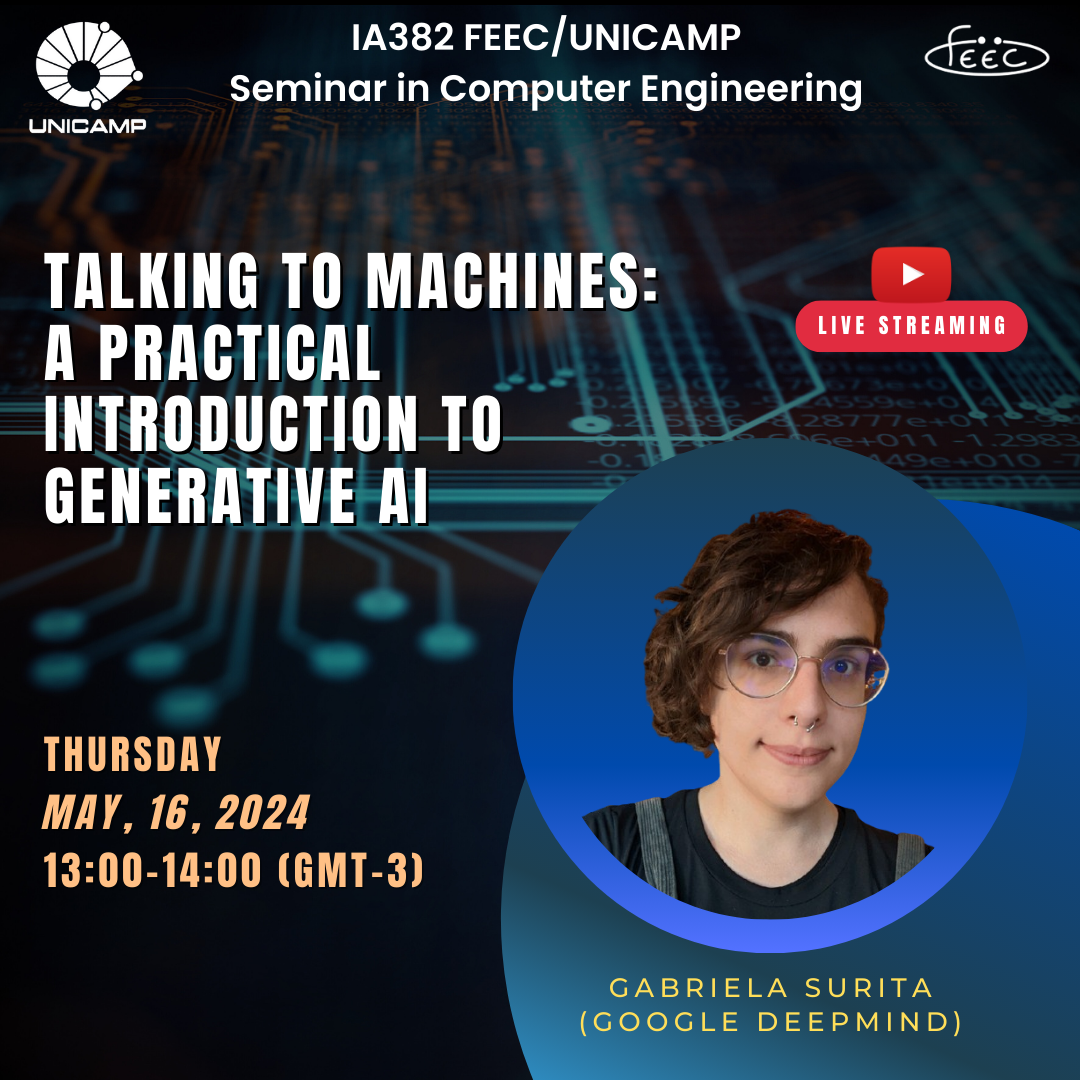 IA382 FEEC/UNICAMP
Seminar in Computer Engineering
UNICAMP
FEEC
TALKING TO MACHINES:
A PRACTICAL
INTRODUCTION TO
GENERATIVE AI
LIVE STREAMING
THURSDAY
MAY, 16, 2024
13:00-14:00 (GMT-3)
GABRIELA SURITA
(GOOGLE DEEPMIND)